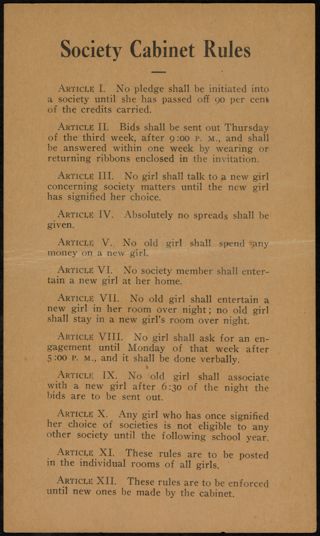 Society Cabinet Rules
ARTICLE I. No pledge shall be initiated into
a society until she has passed off 90 per cent
of the credits carried.
ARTICLE II. Bids shall be sent out Thursday
of the third week, after 9:00 P. M., and shall
be answered within one week by wearing or
returning ribbons enclosed in the invitation.
ARTICLE III. No girl shall talk to a new girl
concerning society matters until the new girl
has signified her choice.
ARTICLE IV. Absolutely no spreads shall be
given.
ARTICLE V. No old girl shall spend any
money on a new girl.
ARTICLE VI. No society member shall enter-
tain a new girl at her home.
ARTICLE VII. No old girl shall entertain a
new girl in her room over night; no old girl
shall stay in a new girl's room over night.
ARTICLE VIII. No girl shall ask for an en-
gagement until Monday of that week after
5:00 P. M., and it shall be done verbally.
ARTICLE IX. No old girl shall associate
with a new girl after 6:30 of the night the
bids are to be sent out.
ARTICLE X. Any girl who has once signified
her choice of societies is not eligible to any
other society until the following school year.
ARTICLE XI. These rules are to be posted
in the individual rooms of all girls.
ARTICLE XII. These rules are to be enforced
until new ones be made by the cabinet.